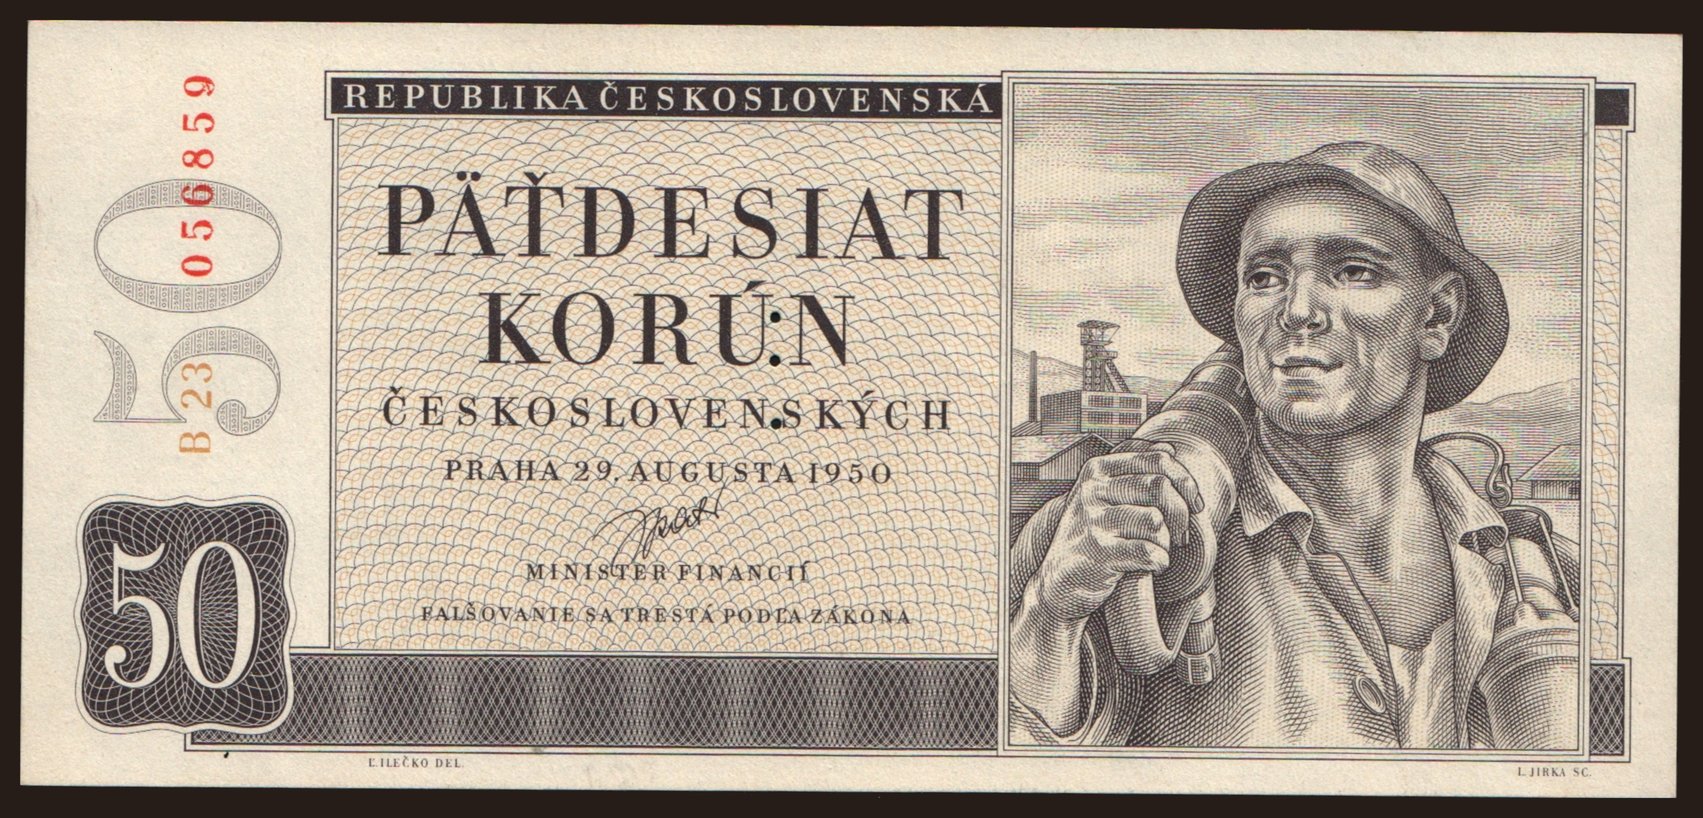 REPUBLIKA ČESKOSLOVENSKÁ
PÄŤDESIAT
KORÚN
ČESKOSLOVENSKÝCH
PRAHA 29. AUGUSTA 1950
MINISTER FINANCIÍ
FALŠOVANIE SA TRESTÁ PODĽA ZÁKONA
50
B 23
056859
50
Ľ. ILEČKO DEL.
L. JIRKA SC.